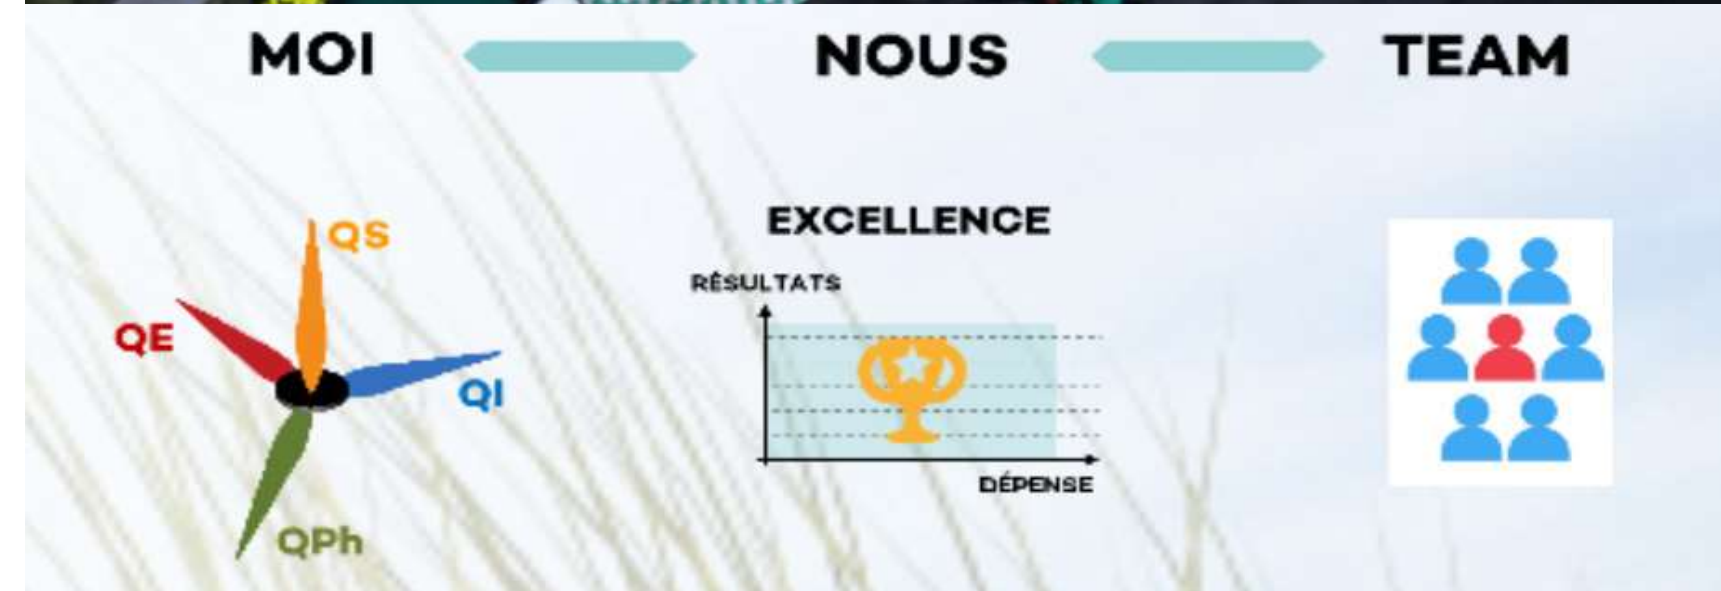 MOI
NOUS
TEAM
EXCELLENCE
RÉSULTATS
DÉPENSE
QS
QE
QI
QPh